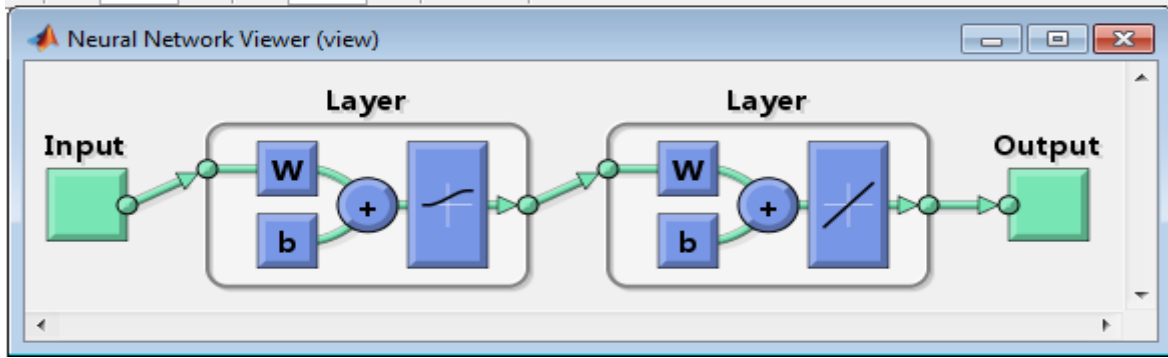 Neural Network Viewer (view)
Layer
Layer
Input
Output
W
+
b
W
+
b